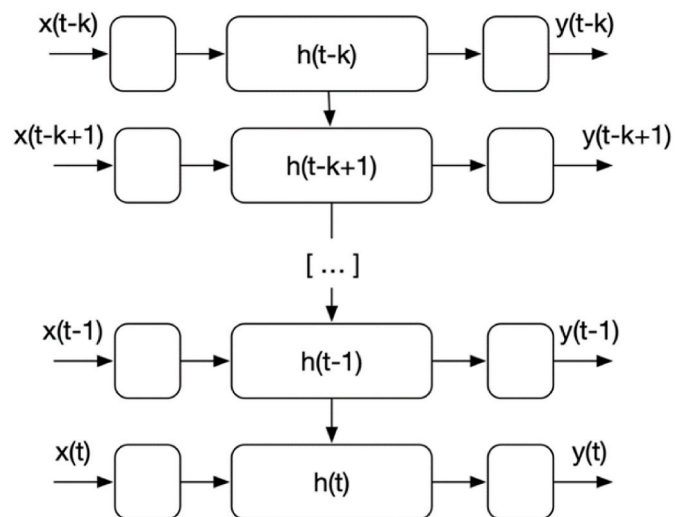 x(t-k) y(t-k)
h(t-k)
x(t-k+1) y(t-k+1)
h(t-k+1)
[ ... ]
x(t-1) y(t-1)
h(t-1)
x(t) y(t)
h(t)